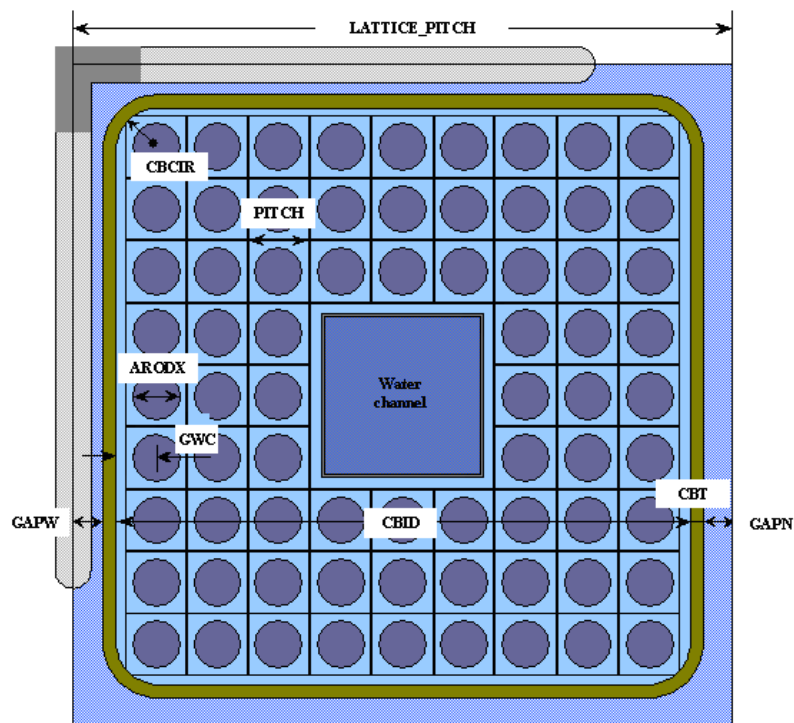 LATTICE_PITCH
CBCIR
PITCH
ARODX
Water
channel
GWC
CBT
GAPW
CBID
GAPN